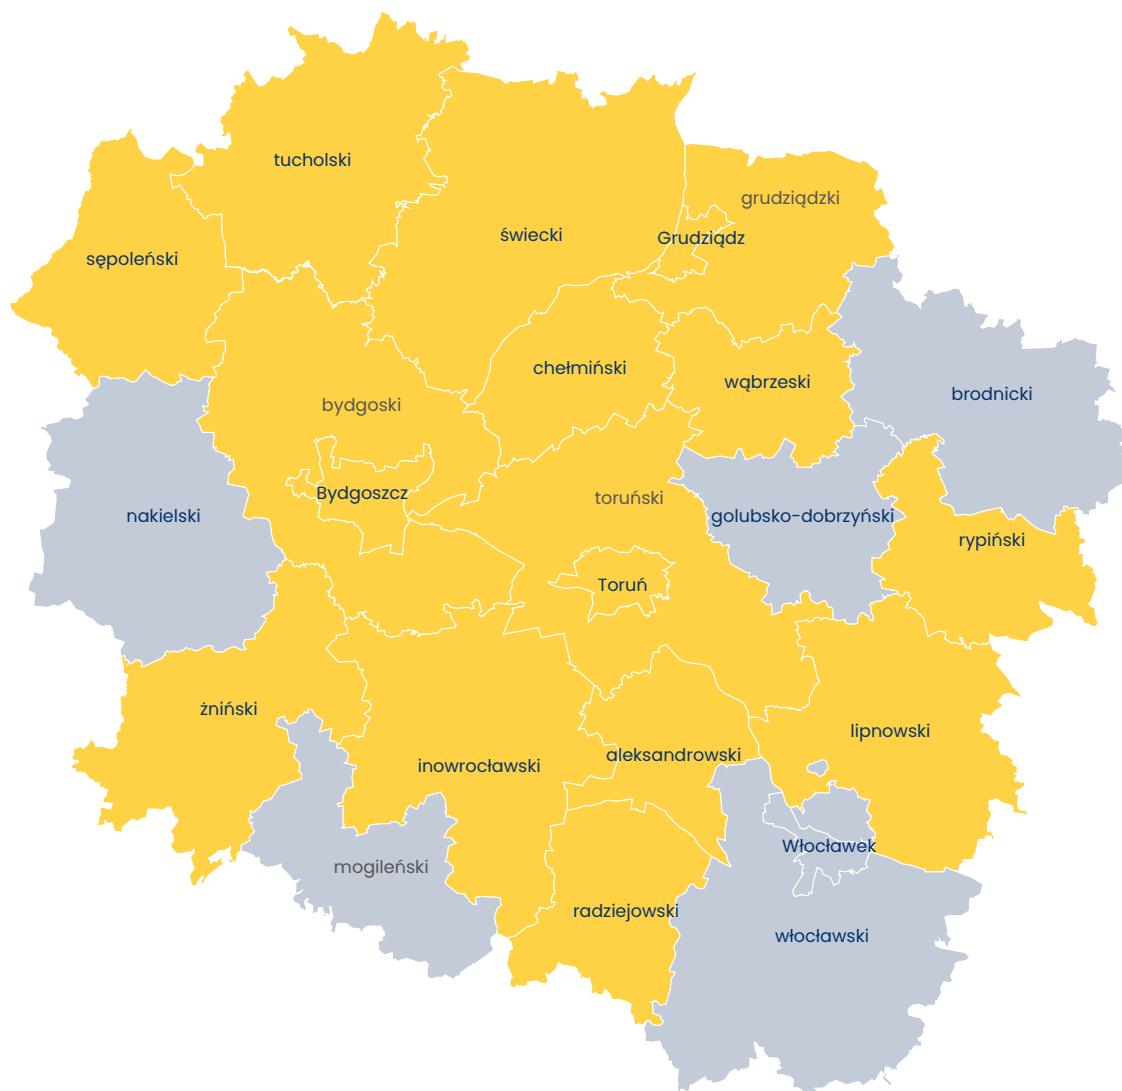 tucholski
grudziądzki
świecki
Grudziądz
sępoleński
chełmiński
wąbrzeski
brodnicki
bydgoski
Bydgoszcz
toruński
nakielski
golubsko-dobrzyński
rypiński
Toruń
żniński
lipnowski
aleksandrowski
inowrocławski
Włocławek
mogileński
radziejowski
włocławski